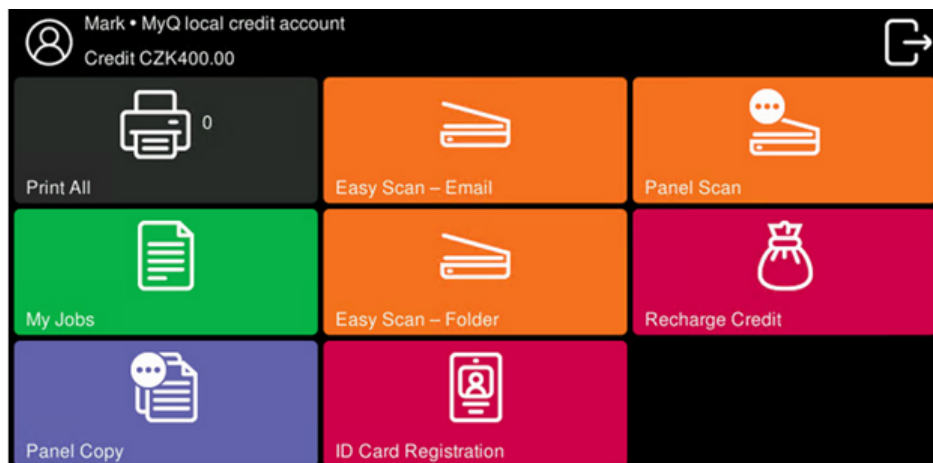 Mark • MyQ local credit account
Credit CZK400.00
0
Print All
Easy Scan – Email
Panel Scan
My Jobs
Easy Scan – Folder
Recharge Credit
Panel Copy
ID Card Registration